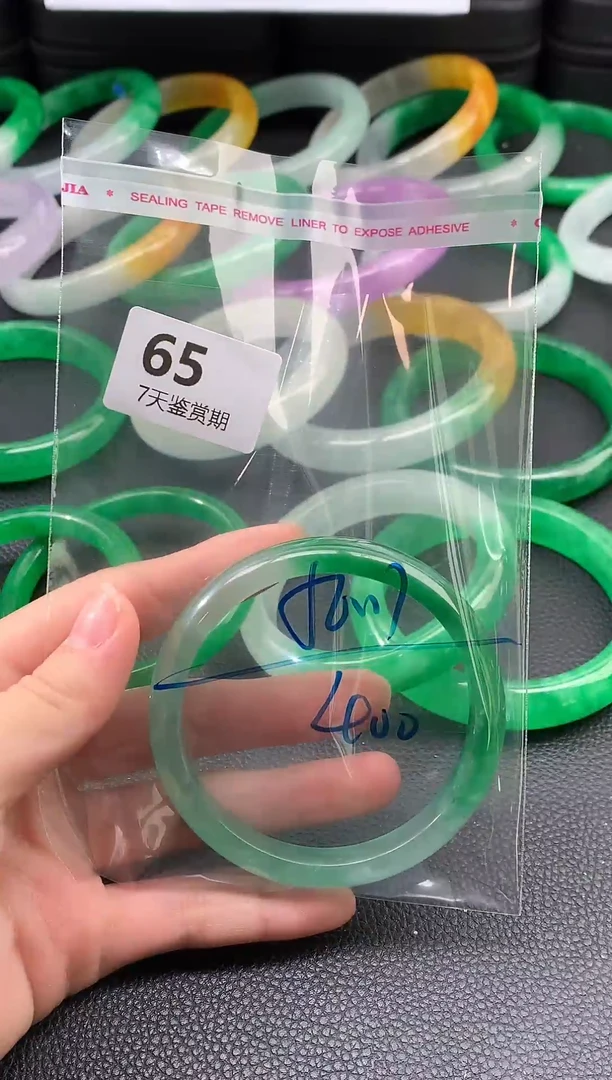 JIA * SEALING TAPE REMOVE LINER TO EXPOSE ADHESIVE *
65
7天鉴赏期